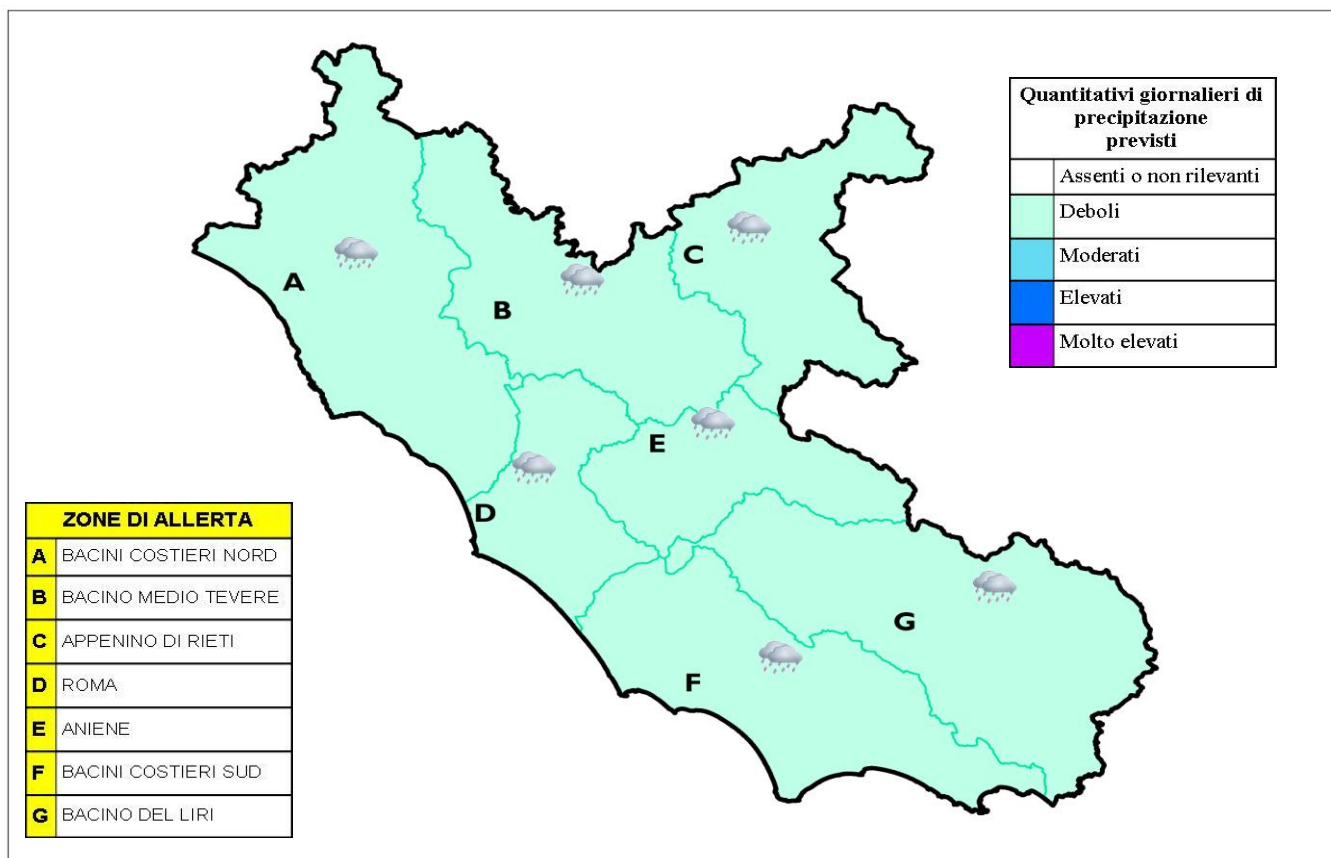 Quantitativi giornalieri di
precipitazione
previsti
Assenti o non rilevanti
Deboli
Moderati
Elevati
Molto elevati
A
B
C
E
D
G
F
ZONE DI ALLERTA
A BACINI COSTIERI NORD
B BACINO MEDIO TEVERE
C APPENINO DI RIETI
D ROMA
E ANIENE
F BACINI COSTIERI SUD
G BACINO DEL LIRI